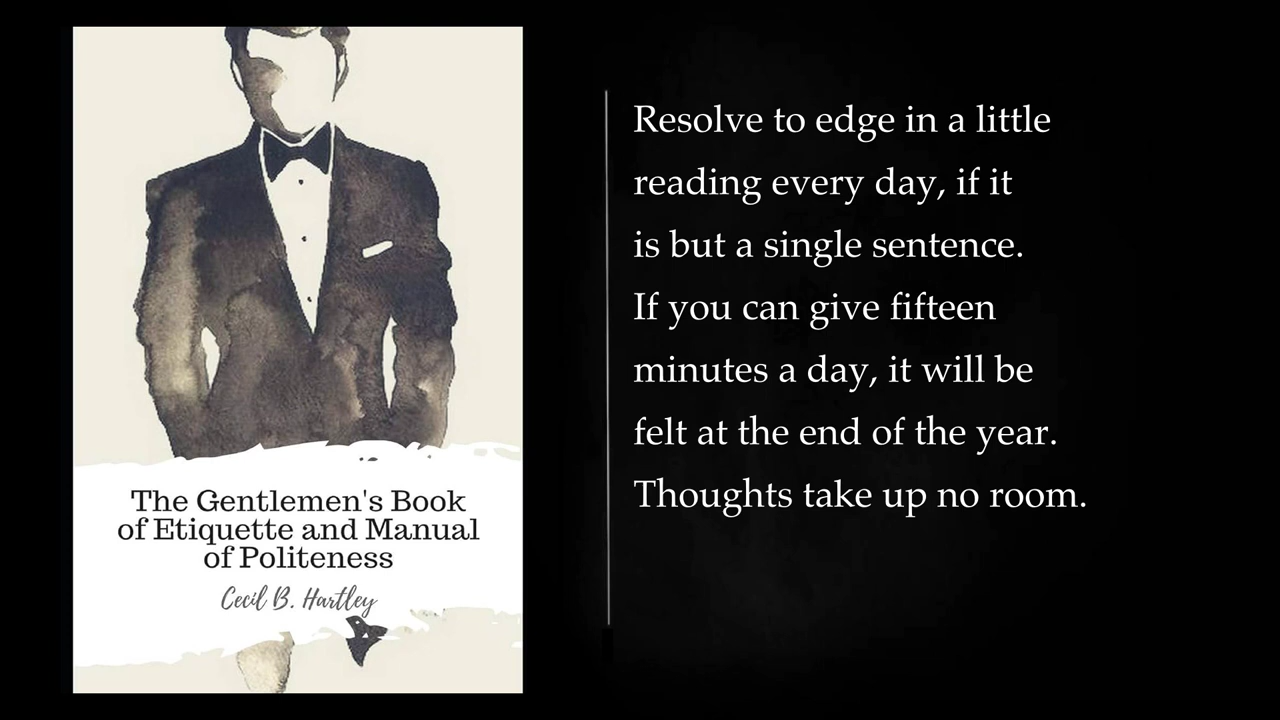 The Gentlemen's Book
of Etiquette and Manual
of Politeness
Cecil B. Hartley
Resolve to edge in a little
reading every day, if it
is but a single sentence.
If you can give fifteen
minutes a day, it will be
felt at the end of the year.
Thoughts take up no room.